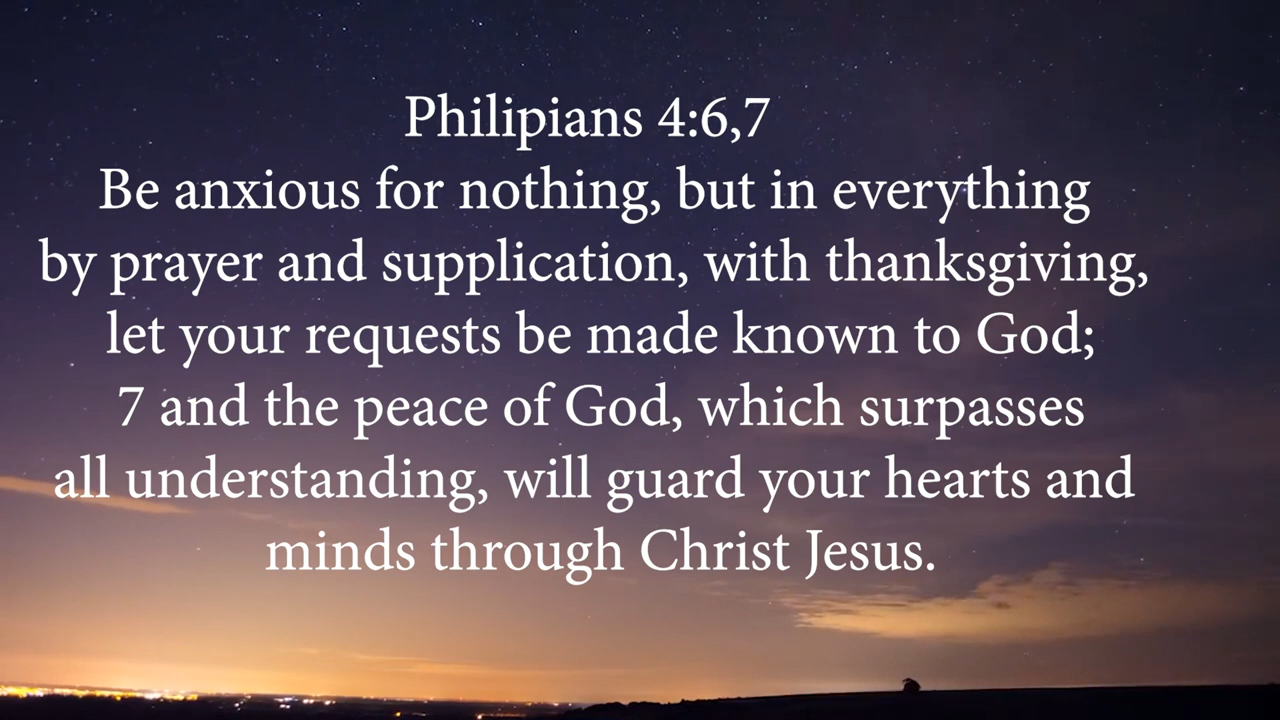 Philipians 4:6,7
Be anxious for nothing, but in everything
by prayer and supplication, with thanksgiving,
let your requests be made known to God;
7 and the peace of God, which surpasses
all understanding, will guard your hearts and
minds through Christ Jesus.